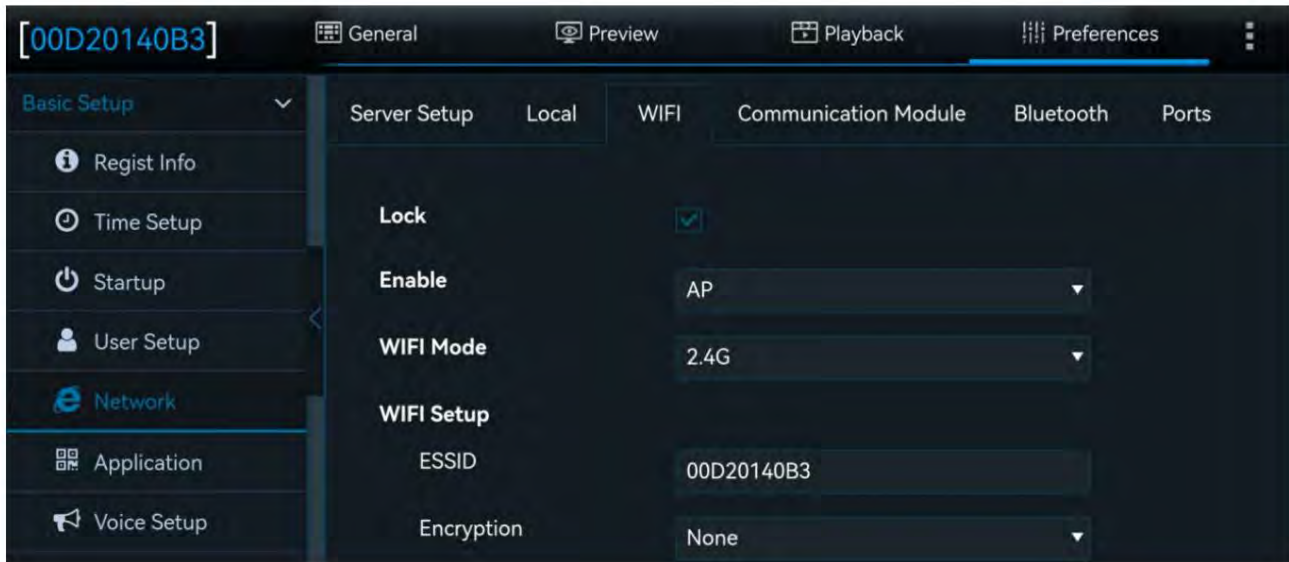 [00D20140B3] General Preview Playback Preferences
Basic Setup
Regist Info
Time Setup
Startup
User Setup
Network
Application
Voice Setup
Server Setup Local WIFI Communication Module Bluetooth Ports
Lock
Enable AP
WIFI Mode 2.4G
WIFI Setup
ESSID 00D20140B3
Encryption None